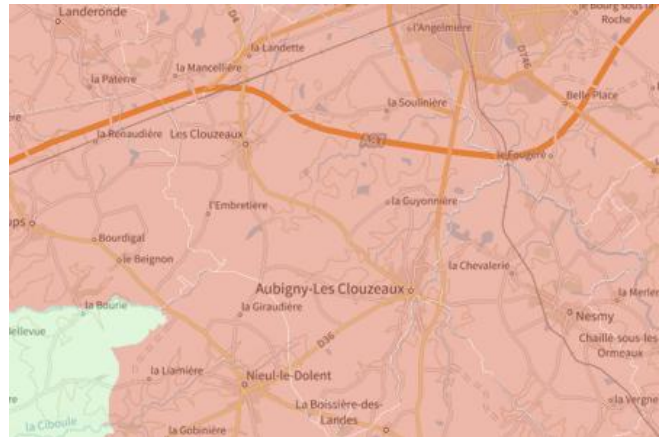 Landeronde
D4
le Bourg sous la
Roche
l'Angelmière
la Landette
D746
la Mancellière
la Paterre
Belle Place
la Soulinière
la Renaudière
Les Clouzeaux
A87
le Fougeré
l'Embretière
la Guyonnière
Bourdigal
le Beignon
la Chevalerie
Aubigny-Les Clouzeaux
la Bourie
la Giraudière
la Merler
Nesmy
Bellevue
D36
Chaillé-sous-les
Ormeaux
la Liamière
Nieul-le-Dolent
la Vergne
La Boissière-des-
Landes
la Ciboule
la Gobinière